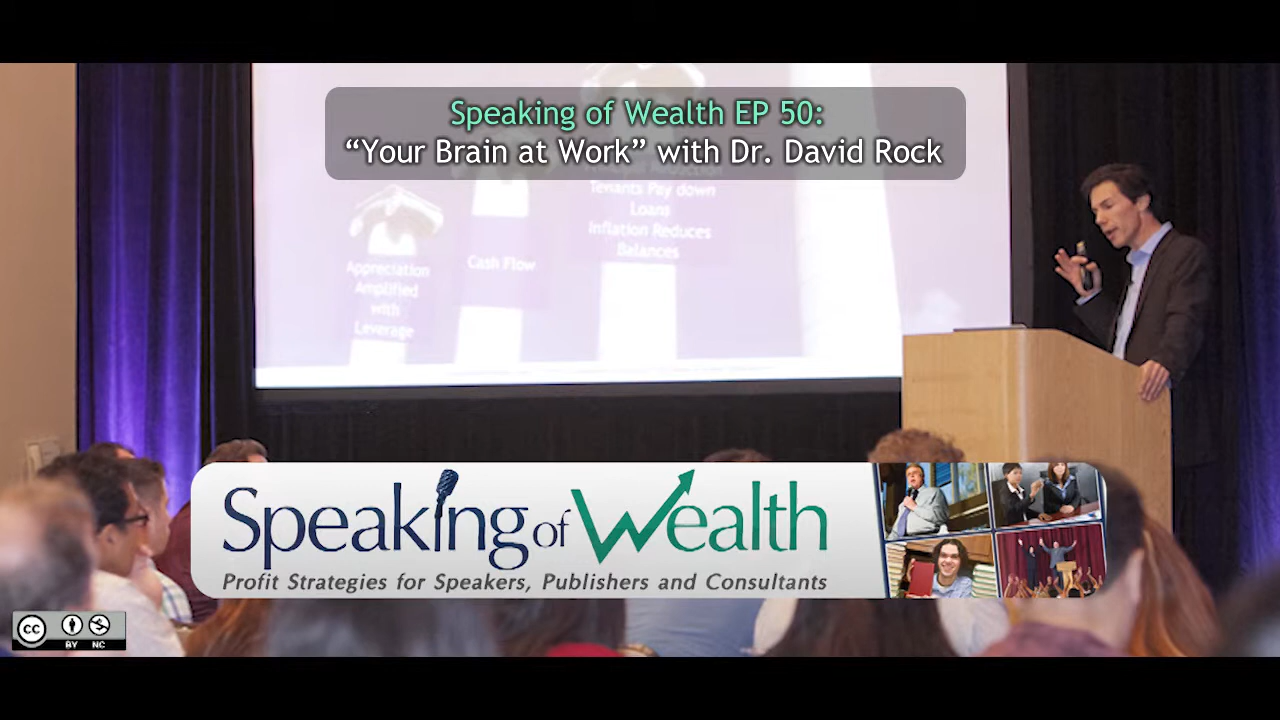 Speaking of Wealth EP 50:
“Your Brain at Work” with Dr. David Rock
Tenants Pay down
Loans
Inflation Reduces
Balances
Cash Flow
Appreciation
Amplified
with
Leverage
Speaking of Wealth
Profit Strategies for Speakers, Publishers and Consultants
cc
BY NC